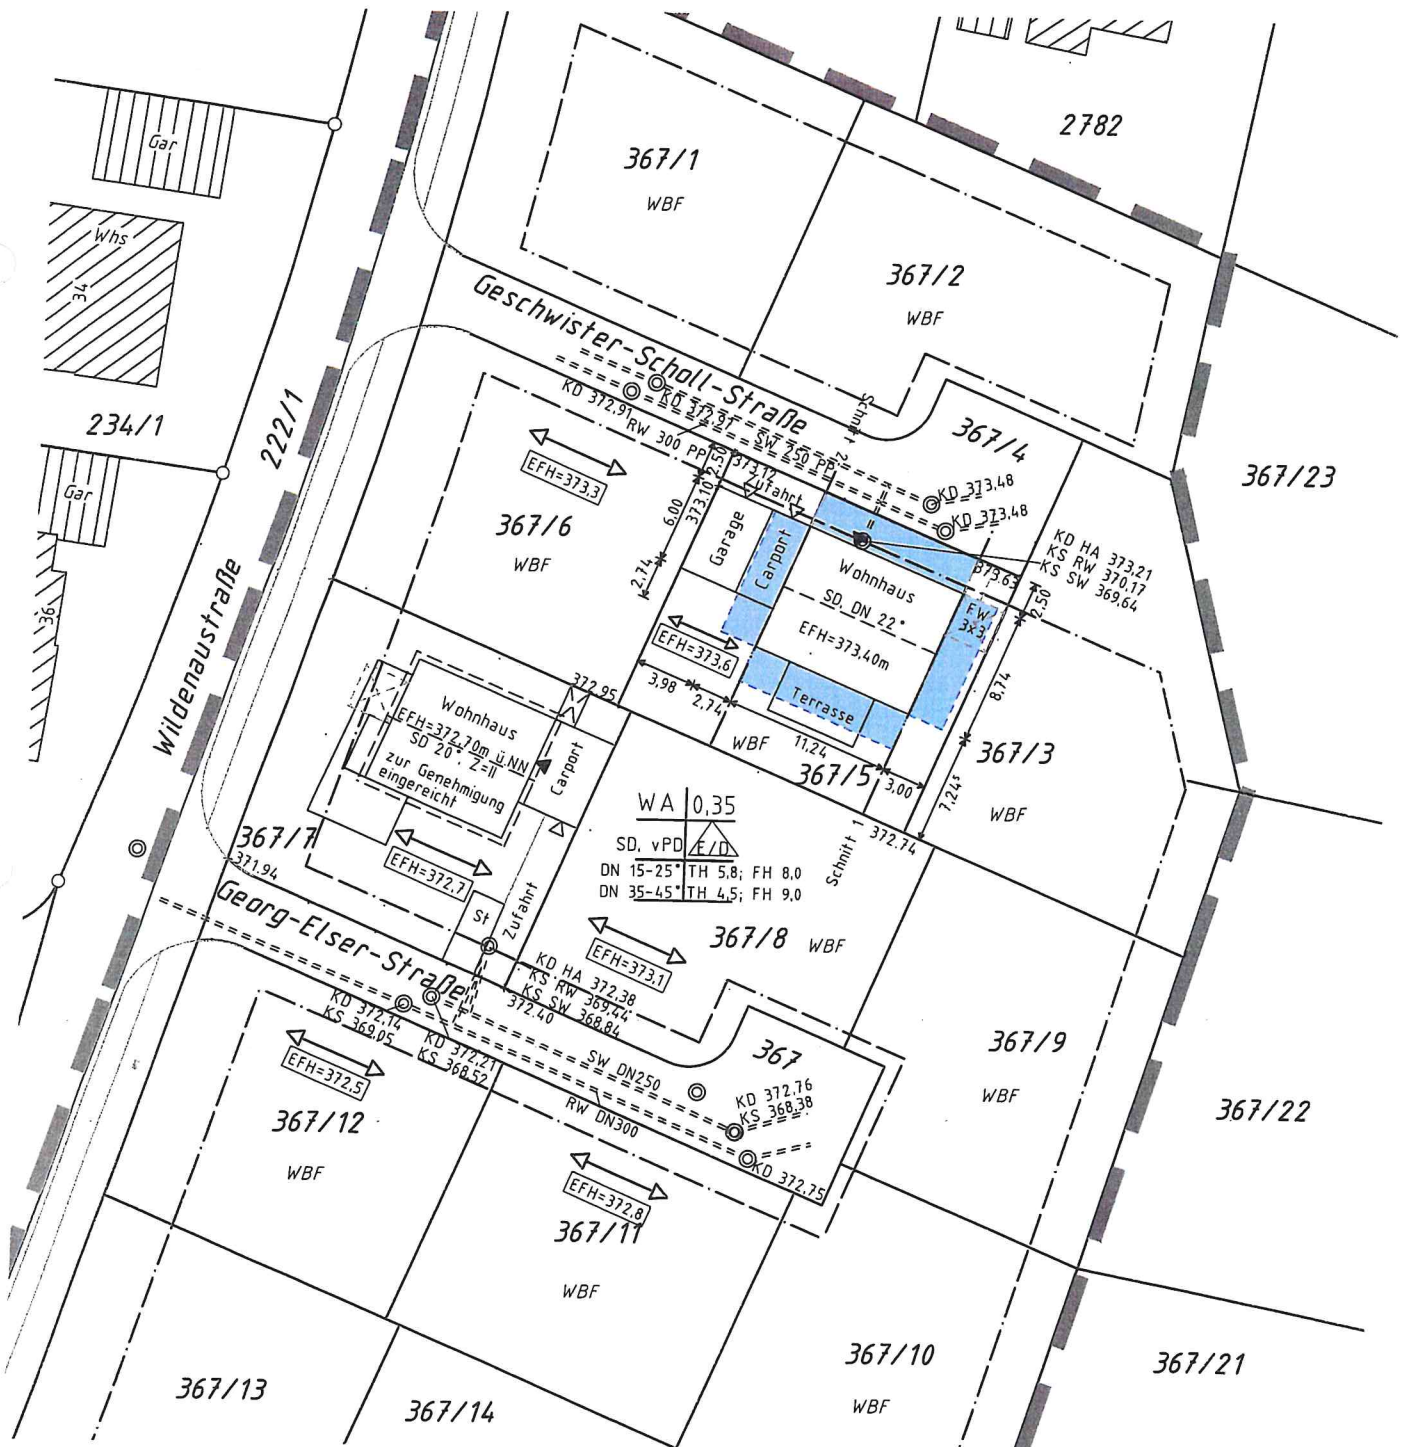 2782
Gar
367/1
WBF
Whs
34
367/2
WBF
Geschwister-Scholl-Straße
KD 372.91
KD 372.91
234/1
222/1
RW 300 PP
SW 250 PP
Schnitt 2
367/4
367/23
EFH=373,3
2.50
373.12
373.10
Zufahrt
KD 373.48
KD 373.48
Gar
6.00
367/6
WBF
Garage
Carport
Wohnhaus
SD, DN 22°
EFH=373,40m
373.63
KD HA 373,21
KS RW 370.17
KS SW 369,64
2.50
FW
3x3
2.74
36
Wildenaustraße
EFH=373,6
3,98
2.74
Terrasse
8,74
372.95
WBF
11,24
367/5
3,00
367/3
WBF
7,24⁵
Wohnhaus
EFH=372,70m ü.NN
SD 20° Z=II
zur Genehmigung
eingereicht
Carport
WA 0,35
SD, vPD E/D
DN 15-25° TH 5,8; FH 8,0
DN 35-45° TH 4,5; FH 9,0
Schnitt 1
372.74
367/7
371.94
EFH=372,7
St
Zufahrt
Georg-Elser-Straße
EFH=373,1
367/8 WBF
KD HA 372,38
KS RW 369,44
KS SW 368,84
372.40
KD 372.14
KS 369.05
KD 372.21
KS 368.52
SW DN250
RW DN300
367
KD 372.76
KS 368.38
KD 372.75
367/9
WBF
EFH=372,5
367/12
WBF
EFH=372,8
367/11
WBF
367/22
367/10
WBF
367/21
367/13
367/14